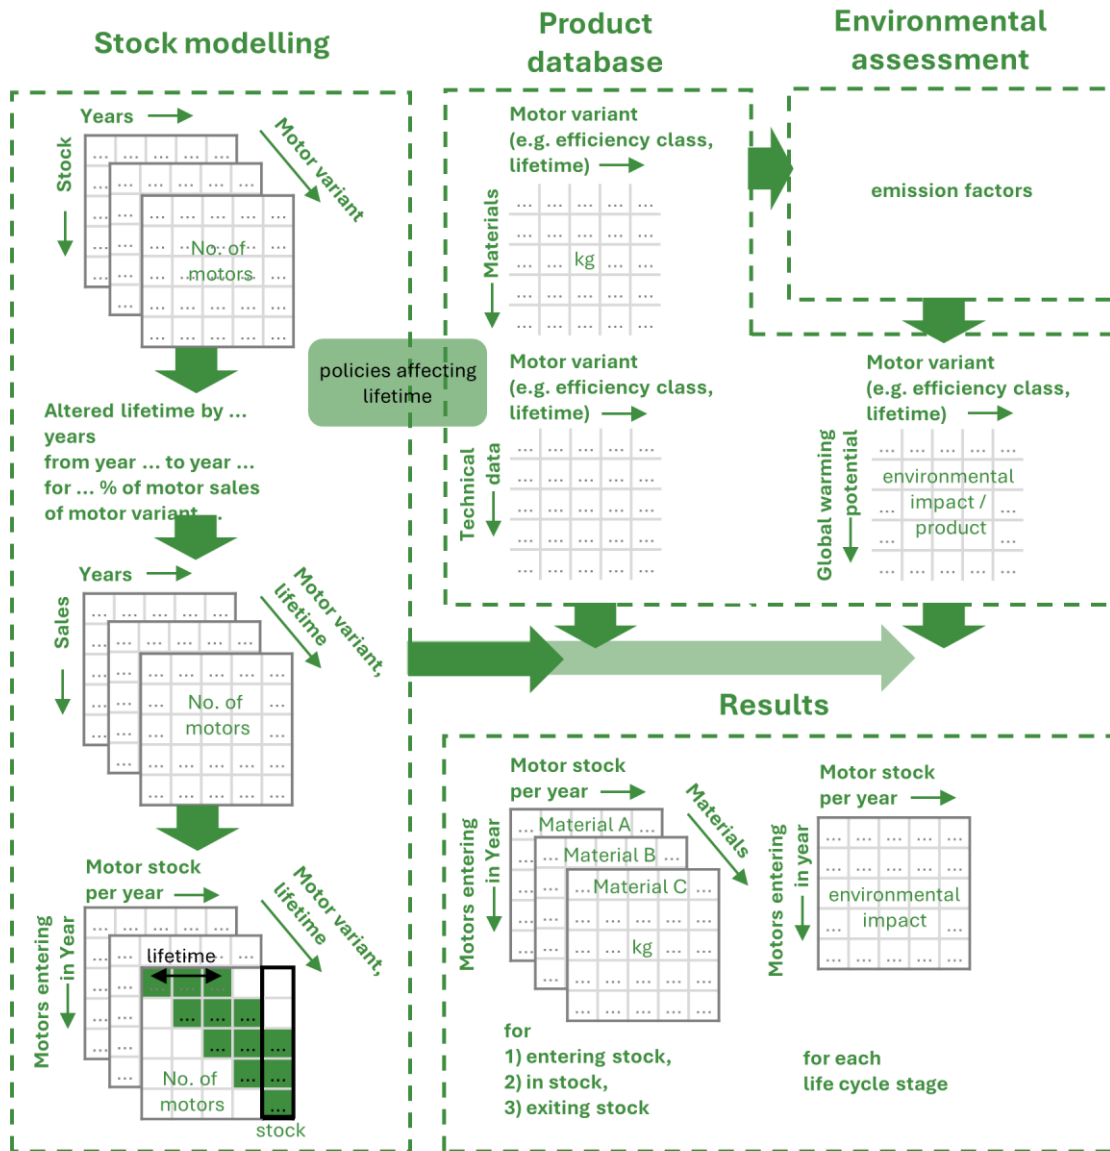 Stock modelling
Years
Stock
Motor variant
... ... ... ... ...
No. of
motors
Altered lifetime by ...
years
from year ... to year ...
for ... % of motor sales
of motor variant...
Years
Sales
Motor variant,
lifetime
No. of
motors
Motor stock
per year
Motors entering
in Year
Motor variant,
lifetime
lifetime
No. of
motors
stock
policies affecting
lifetime
Product
database
Motor variant
(e.g. efficiency class,
lifetime)
Materials
kg
Motor variant
(e.g. efficiency class,
lifetime)
Technical
data
Environmental
assessment
emission factors
Motor variant
(e.g. efficiency class,
lifetime)
Global warming
potential
environmental
impact /
product
Results
Motor stock
per year
Motors entering
in Year
Materials
... Material A ...
... Material B ...
... Material C ...
kg
for
1) entering stock,
2) in stock,
3) exiting stock
Motor stock
per year
Motors entering
in year
environmental
impact
for each
life cycle stage